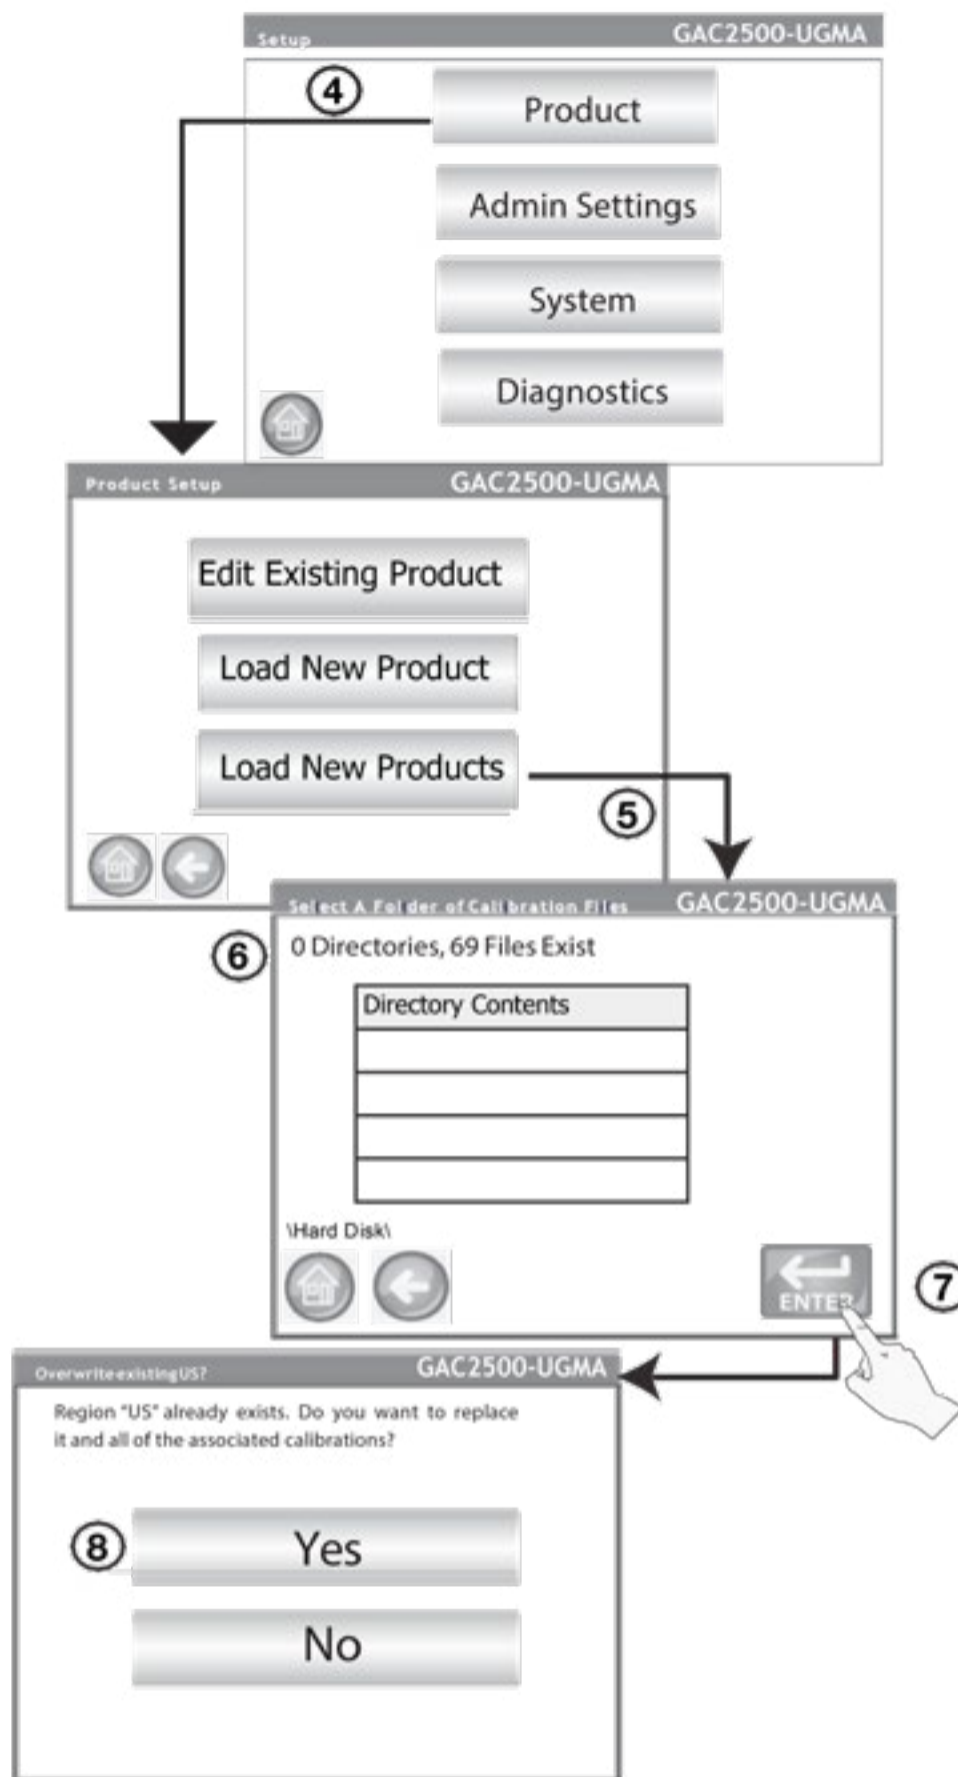 Setup GAC2500-UGMA
4
Product
Admin Settings
System
Diagnostics
Product Setup GAC2500-UGMA
Edit Existing Product
Load New Product
Load New Products
5
Select A Folder of Calibration Files GAC2500-UGMA
6
0 Directories, 69 Files Exist
Directory Contents
\Hard Disk\
ENTER
7
Overwrite existing US? GAC2500-UGMA
Region "US" already exists. Do you want to replace
it and all of the associated calibrations?
8
Yes
No